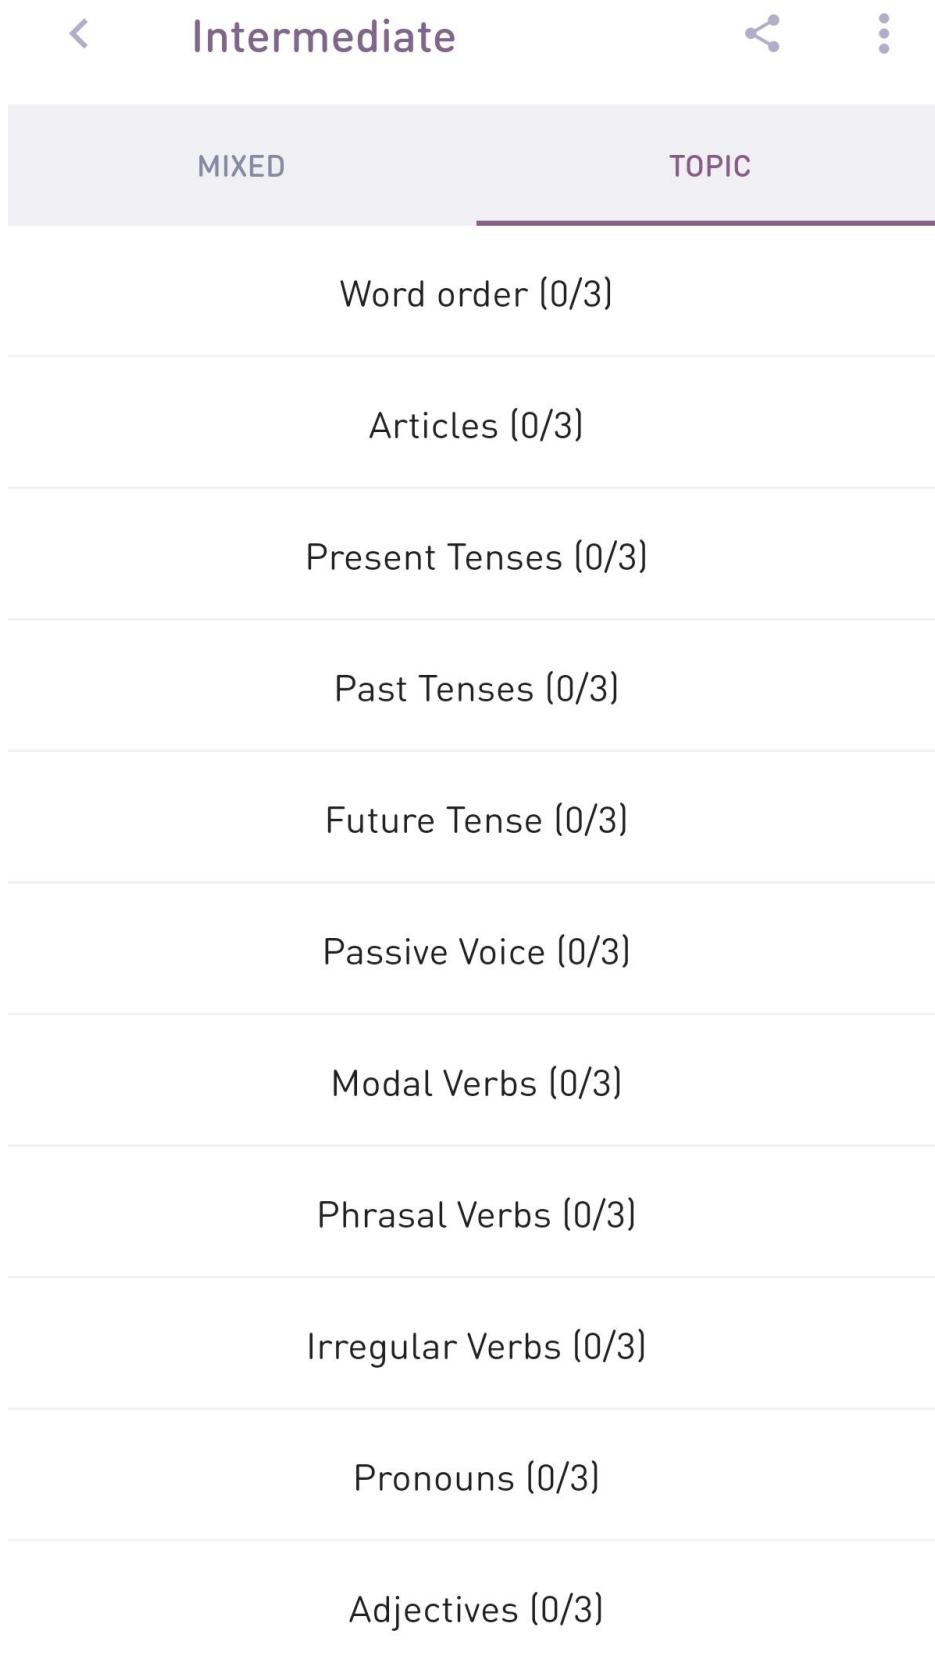 Intermediate
MIXED
TOPIC
Word order (0/3)
Articles (0/3)
Present Tenses (0/3)
Past Tenses (0/3)
Future Tense (0/3)
Passive Voice (0/3)
Modal Verbs (0/3)
Phrasal Verbs (0/3)
Irregular Verbs (0/3)
Pronouns (0/3)
Adjectives (0/3)